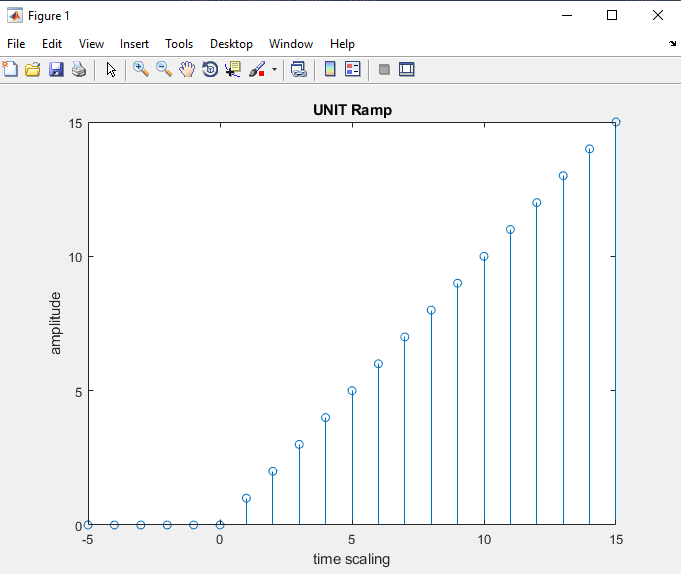 Figure 1
File Edit View Insert Tools Desktop Window Help
UNIT Ramp
15
10
5
0
amplitude
-5 0 5 10 15
time scaling